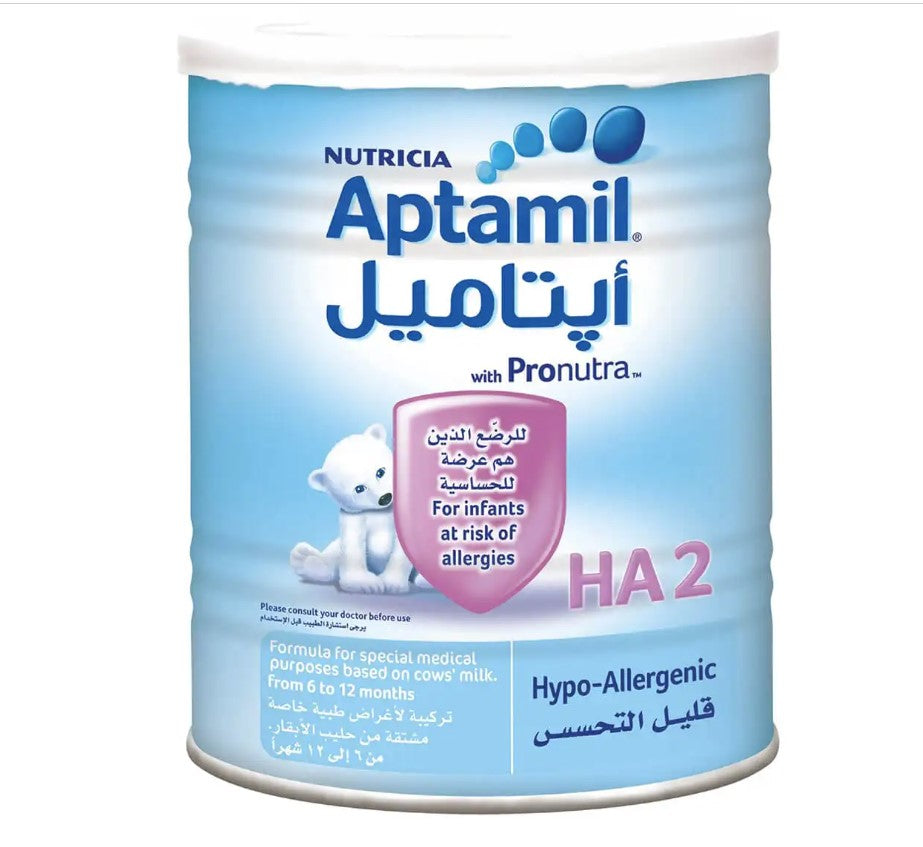 NUTRICIA
Aptamil®
أپتاميل
with Pronutra™
للرضّع الذين
هم عرضة
للحساسية
For infants
at risk of
allergies
HA 2
Please consult your doctor before use
يرجى استشارة الطبيب قبل الإستخدام
Formula for special medical
purposes based on cows' milk.
from 6 to 12 months
تركيبة لأغراض طبية خاصة
مشتقة من حليب الأبقار.
من ٦ إلى ١٢ شهراً
Hypo-Allergenic
قليل التحسس